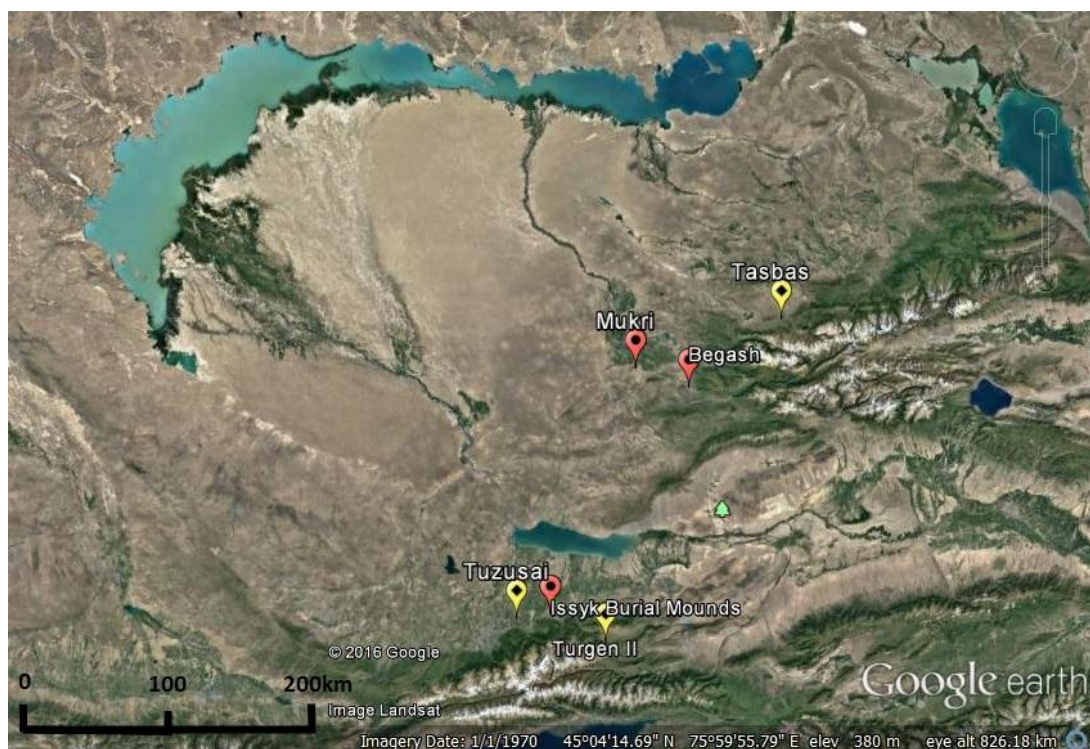 Tasbas
Mukri
Begash
Tuzusai
Issyk Burial Mounds
Turgen II
© 2016 Google
Google earth
0 100 200km
Image Landsat
Imagery Date: 1/1/1970 45°04'14.69" N 75°59'55.79" E elev 380 m eye alt 826.18 km